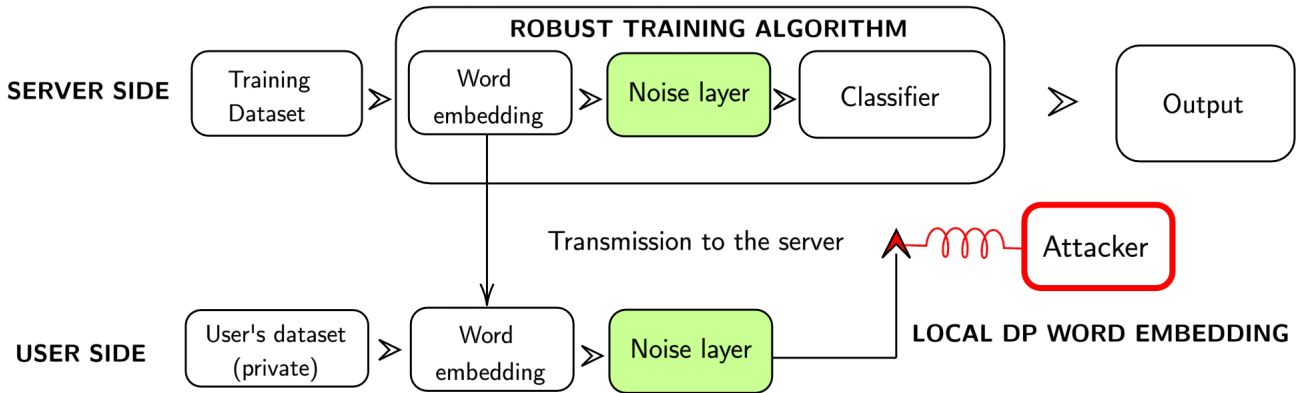 ROBUST TRAINING ALGORITHM
SERVER SIDE
Training
Dataset
Word
embedding
Noise layer
Classifier
Output
Transmission to the server
Attacker
USER SIDE
User's dataset
(private)
Word
embedding
Noise layer
LOCAL DP WORD EMBEDDING